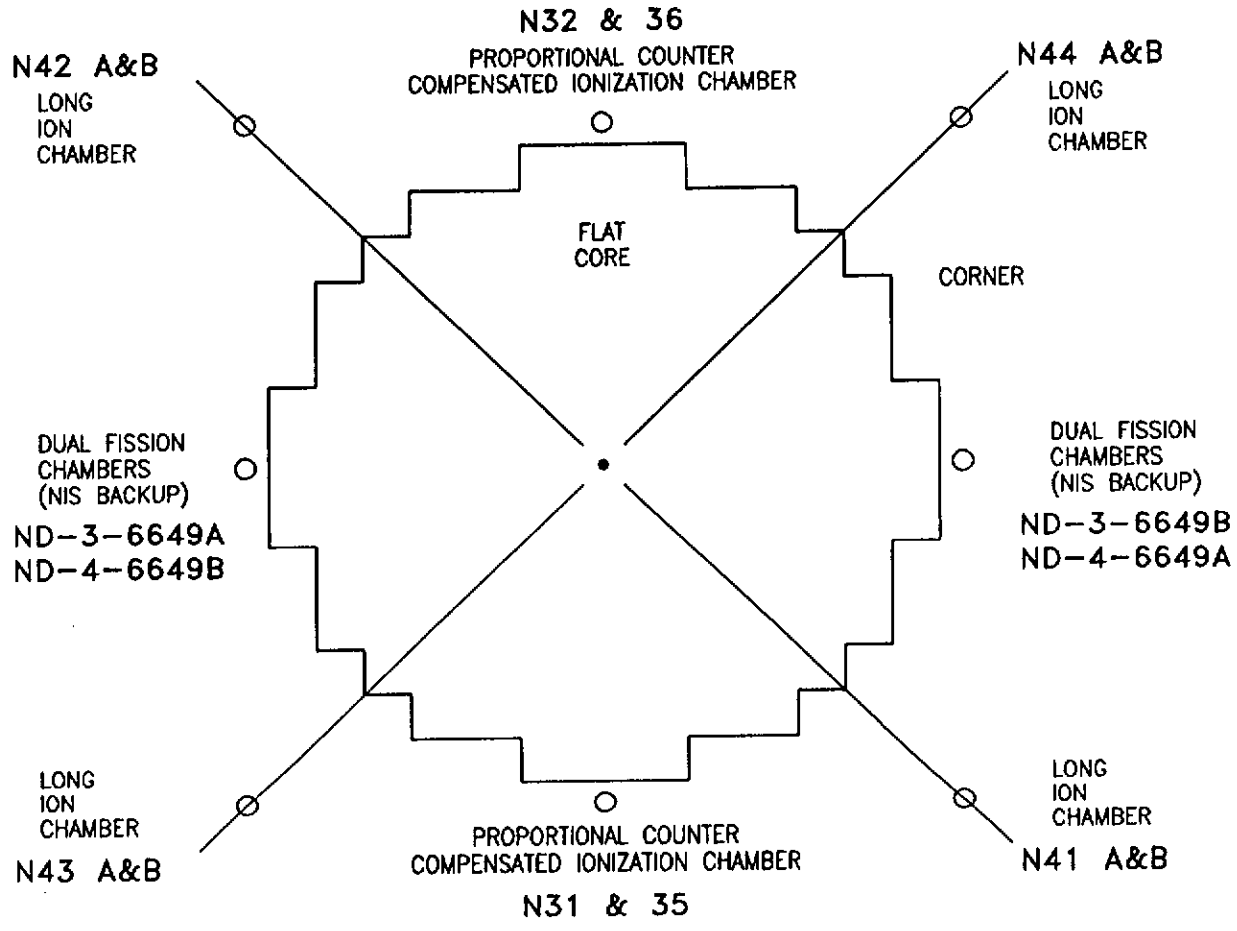 N32 & 36
PROPORTIONAL COUNTER
COMPENSATED IONIZATION CHAMBER
N42 A&B
LONG
ION
CHAMBER
N44 A&B
LONG
ION
CHAMBER
FLAT
CORE
CORNER
DUAL FISSION
CHAMBERS
(NIS BACKUP)
ND-3-6649A
ND-4-6649B
DUAL FISSION
CHAMBERS
(NIS BACKUP)
ND-3-6649B
ND-4-6649A
LONG
ION
CHAMBER
N43 A&B
PROPORTIONAL COUNTER
COMPENSATED IONIZATION CHAMBER
N31 & 35
LONG
ION
CHAMBER
N41 A&B